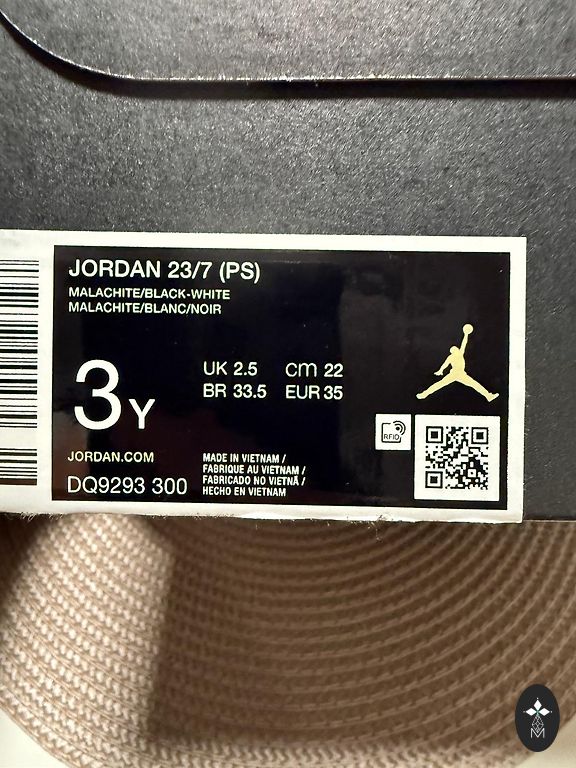 JORDAN 23/7 (PS)
MALACHITE/BLACK-WHITE
MALACHITE/BLANC/NOIR
3Y
UK 2.5 cm 22
BR 33.5 EUR 35
RFID
JORDAN.COM
DQ9293 300
MADE IN VIETNAM /
FABRIQUE AU VIETNAM /
FABRICADO NO VIETNÃ /
HECHO EN VIETNAM
M